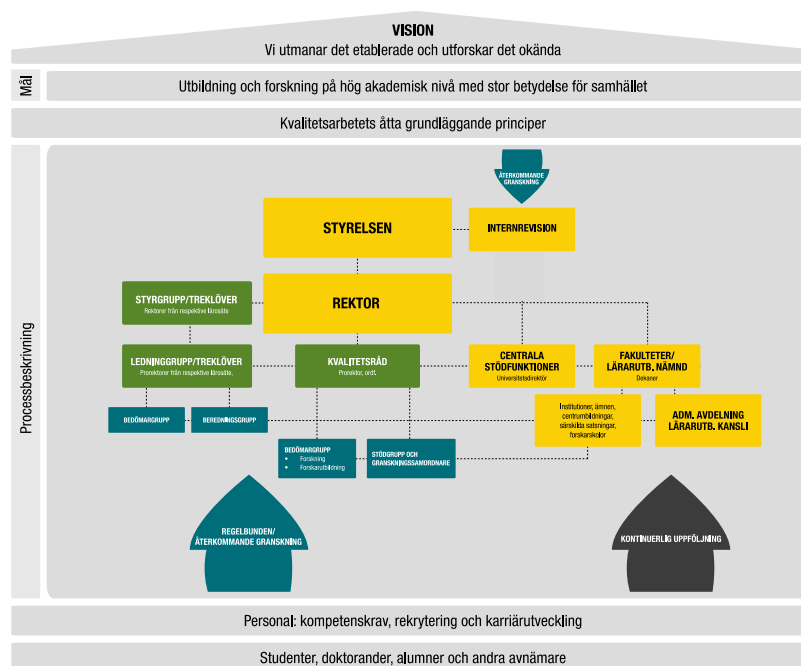 VISION
Vi utmanar det etablerade och utforskar det okända
Mål
Utbildning och forskning på hög akademisk nivå med stor betydelse för samhället
Kvalitetsarbetets åtta grundläggande principer
Processbeskrivning
ÅTERKOMMANDE
GRANSKNING
STYRELSEN
INTERNREVISION
STYRGRUPP/TREKLÖVER
Rektorer från respektive lärosäte
REKTOR
LEDNINGGRUPP/TREKLÖVER
Prorektorer från respektive lärosäte,
KVALITETSRÅD
Prorektor, ordf.
CENTRALA
STÖDFUNKTIONER
Universitetadirektör
FAKULTETER/
LÄRARUTB. NÄMND
Dekaner
BEDÖMARGRUPP
BEREDNINGSGRUPP
Institutioner, ämnen,
centrumbildningar,
särskilda satsningar,
forskarskolor
ADM. AVDELNING
LÄRARUTB. KANSLI
BEDÖMARGRUPP
• Forskning
• Forskarutbildning
STÖDGRUPP OCH
GRANSKNINGSSAMORDNARE
REGELBUNDEN/
ÅTERKOMMANDE GRANSKNING
KONTINUERLIG UPPFÖLJNING
Personal: kompetenskrav, rekrytering och karriärutveckling
Studenter, doktorander, alumner och andra avnämare